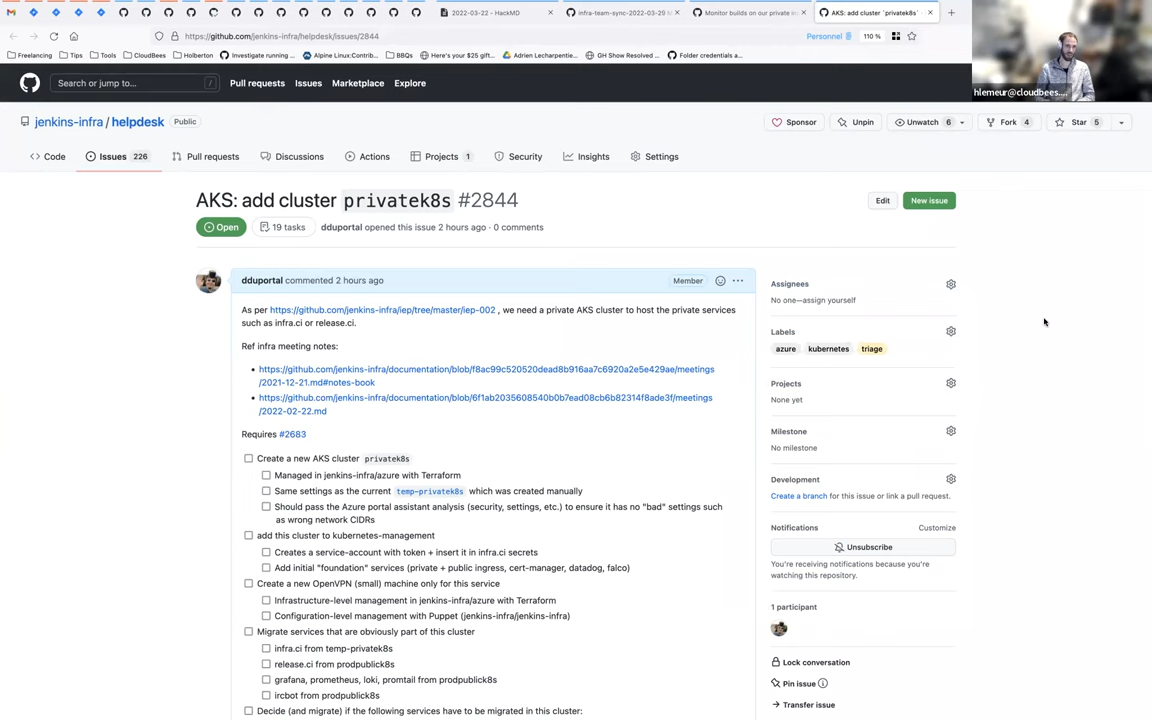 2022-03-22 - HackMD
infra-team-sync-2022-03-29
Monitor builds on our private
AKS: add cluster `privatek8s`
https://github.com/jenkins-infra/helpdesk/issues/2844
Personnel
110 %
Freelancing
Tips
Tools
CloudBees
Holberton
Investigate running ...
Alpine Linux:Contrib...
BBQs
Here's your $25 gift...
Adrien Lecharpentie...
GH Show Resolved ...
Folder credentials a...
hlemeur@cloudbees....
Search or jump to...
/
Pull requests
Issues
Marketplace
Explore
jenkins-infra / helpdesk
Public
Sponsor
Unpin
Unwatch 6
Fork 4
Star 5
Code
Issues 226
Pull requests
Discussions
Actions
Projects 1
Security
Insights
Settings
AKS: add cluster privatek8s #2844
Edit
New issue
Open
19 tasks
dduportal opened this issue 2 hours ago · 0 comments
dduportal commented 2 hours ago
Member
As per https://github.com/jenkins-infra/iep/tree/master/iep-002 , we need a private AKS cluster to host the private services
such as infra.ci or release.ci.
Ref infra meeting notes:
• https://github.com/jenkins-infra/documentation/blob/f8ac99c520520dead8b916aa7c6920a2e5e429ae/meetings
/2021-12-21.md#notes-book
• https://github.com/jenkins-infra/documentation/blob/6f1ab2035608540b0b7ead08cb6b82314f8ade3f/meetings
/2022-02-22.md
Requires #2683
Create a new AKS cluster privatek8s
Managed in jenkins-infra/azure with Terraform
Same settings as the current temp-privatek8s which was created manually
Should pass the Azure portal assistant analysis (security, settings, etc.) to ensure it has no "bad" settings such
as wrong network CIDRs
add this cluster to kubernetes-management
Creates a service-account with token + insert it in infra.ci secrets
Add initial "foundation" services (private + public ingress, cert-manager, datadog, falco)
Create a new OpenVPN (small) machine only for this service
Infrastructure-level management in jenkins-infra/azure with Terraform
Configuration-level management with Puppet (jenkins-infra/jenkins-infra)
Migrate services that are obviously part of this cluster
infra.ci from temp-privatek8s
release.ci from prodpublick8s
grafana, prometheus, loki, promtail from prodpublick8s
ircbot from prodpublick8s
Decide (and migrate) if the following services have to be migrated in this cluster:
Assignees
No one—assign yourself
Labels
azure
kubernetes
triage
Projects
None yet
Milestone
No milestone
Development
Create a branch for this issue or link a pull request.
Notifications
Customize
Unsubscribe
You're receiving notifications because you're
watching this repository.
1 participant
Lock conversation
Pin issue
Transfer issue